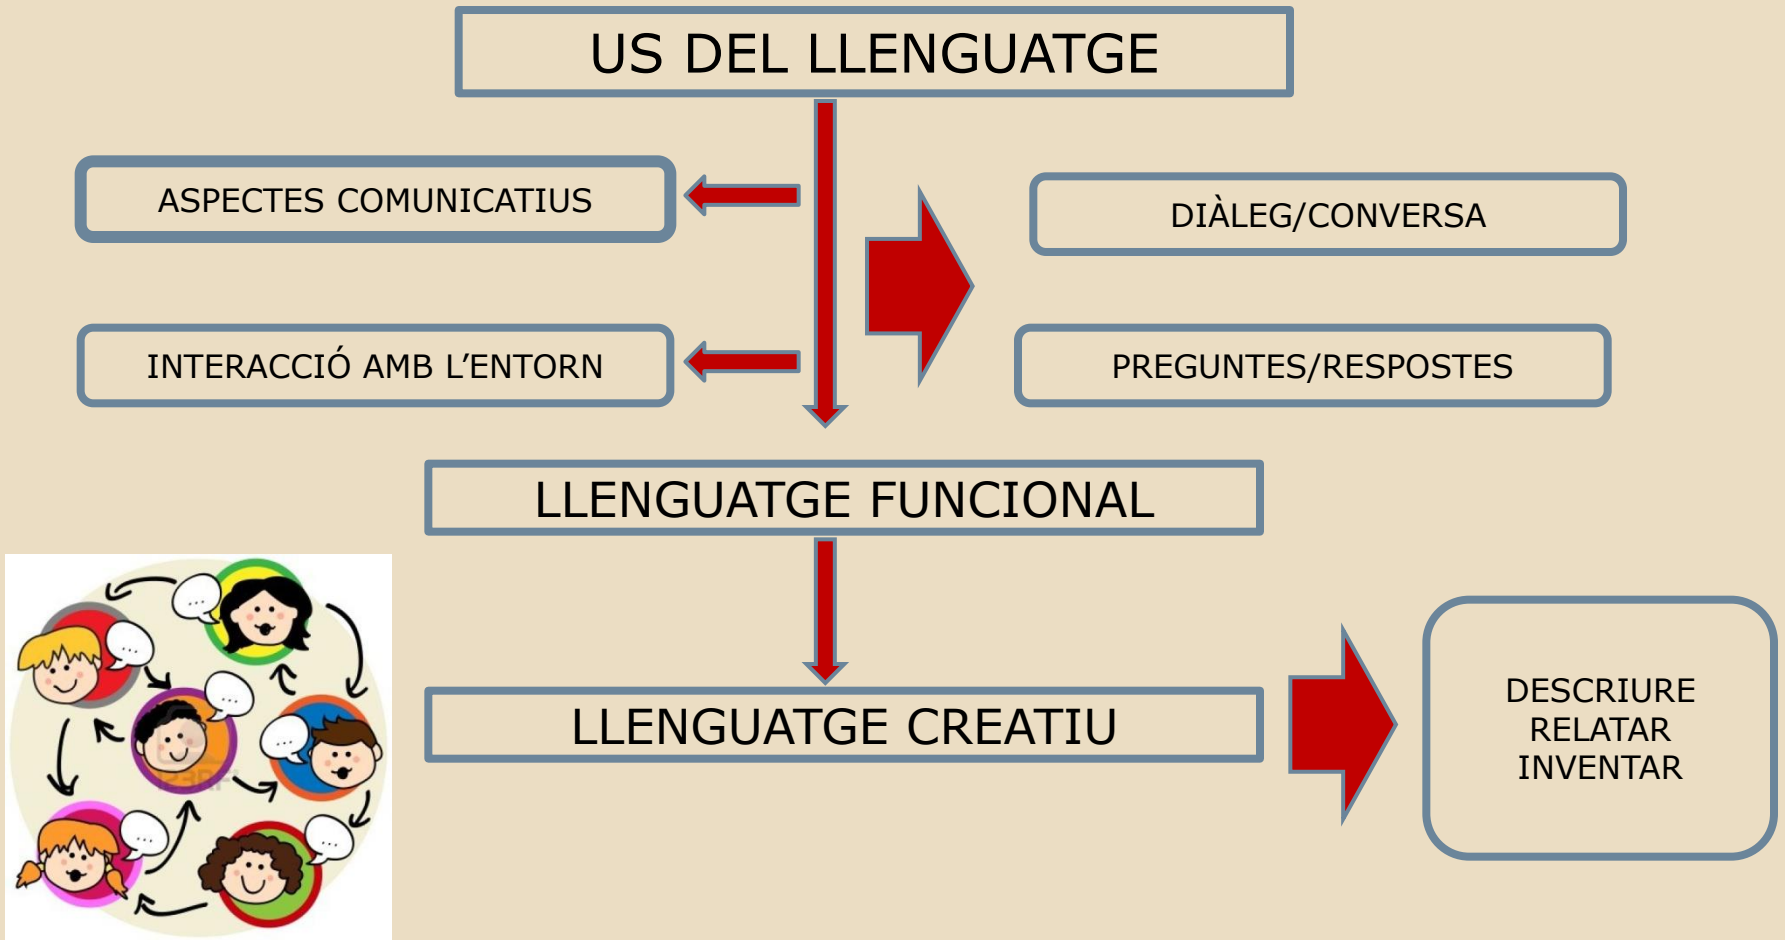 US DEL LLENGUATGE
ASPECTES COMUNICATIUS
DIÀLEG/CONVERSA
INTERACCIÓ AMB L’ENTORN
PREGUNTES/RESPOSTES
LLENGUATGE FUNCIONAL
LLENGUATGE CREATIU
DESCRIURE
RELATAR
INVENTAR